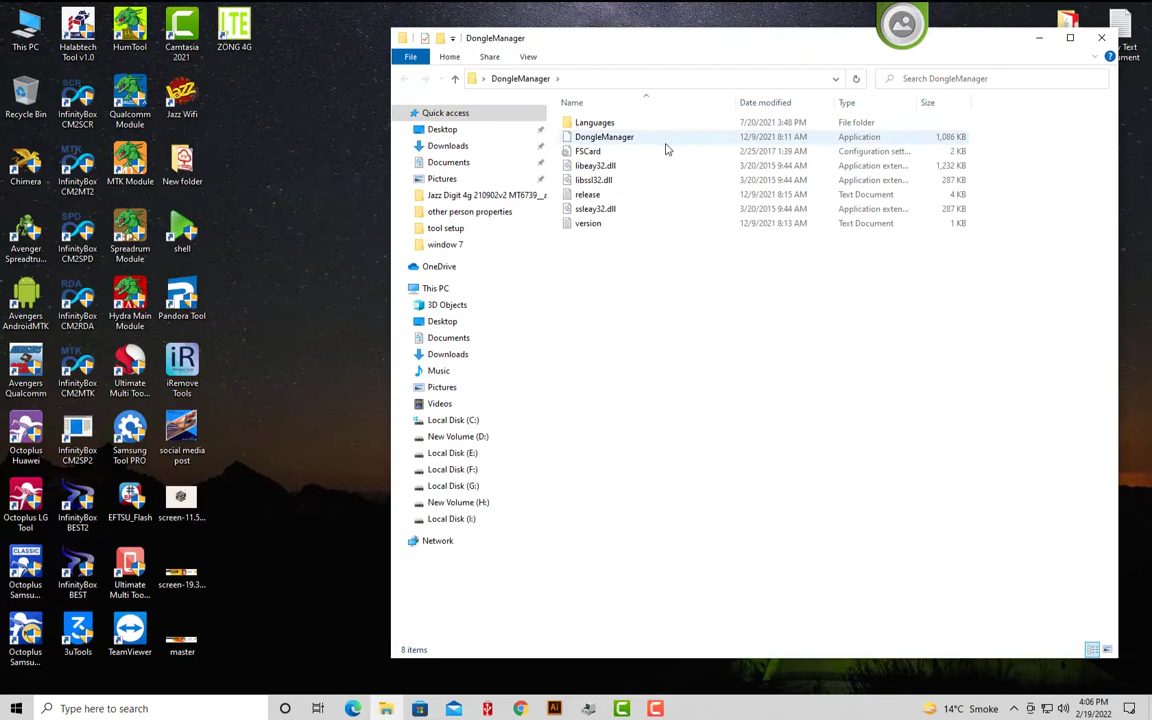 This PC
Halabtech
Tool v1.0
HumTool
Camtasia
2021
ZONG 4G
LTE
Recycle Bin
InfinityBox
CM2SCR
Qualcomm
Module
Jazz Wifi
Chimera
InfinityBox
CM2MT2
MTK Module
New folder
Avenger
Spreadtru...
InfinityBox
CM2SPD
Spreadrum
Module
shell
Avengers
AndroidMTK
InfinityBox
CM2RDA
Hydra Main
Module
Pandora Tool
Avengers
Qualcomm
InfinityBox
CM2MTK
Ultimate
Multi Too...
iRemove
Tools
Octoplus
Huawei
InfinityBox
CM2SP2
Samsung
Tool PRO
social media
post
Octoplus LG
Tool
InfinityBox
BEST2
EFTSU_Flash
screen-11.5...
Octoplus
Samsu...
InfinityBox
BEST
Ultimate
Multi Too...
screen-19.3...
Octoplus
Samsu...
3uTools
TeamViewer
master
DongleManager
File
Home
Share
View
DongleManager
Search DongleManager
Name
Date modified
Type
Size
Languages 7/20/2021 3:48 PM File folder
DongleManager 12/9/2021 8:11 AM Application 1,086 KB
FSCard 2/25/2017 1:39 AM Configuration sett... 2 KB
libeay32.dll 3/20/2015 9:44 AM Application exten... 1,232 KB
libssl32.dll 3/20/2015 9:44 AM Application exten... 287 KB
release 12/9/2021 8:15 AM Text Document 4 KB
ssleay32.dll 3/20/2015 9:44 AM Application exten... 287 KB
version 12/9/2021 8:13 AM Text Document 1 KB
Quick access
Desktop
Downloads
Documents
Pictures
Jazz Digit 4g 210902v2 MT6739__a
other person properties
tool setup
window 7
OneDrive
This PC
3D Objects
Desktop
Documents
Downloads
Music
Pictures
Videos
Local Disk (C:)
New Volume (D:)
Local Disk (E:)
Local Disk (F:)
Local Disk (G:)
New Volume (H:)
Local Disk (I:)
Network
8 items
Text
ument
Type here to search
14°C Smoke
4:06 PM
2/19/2022